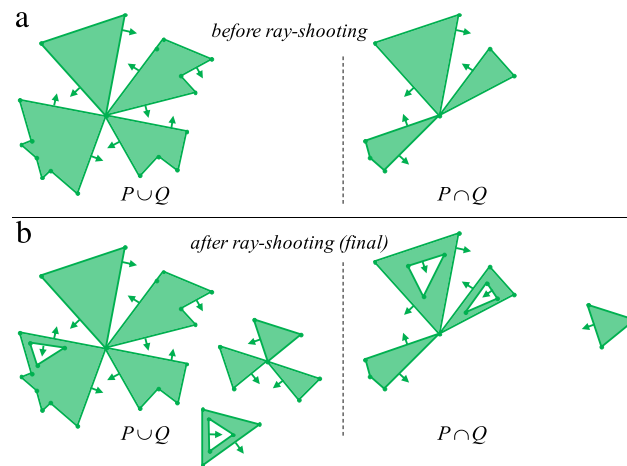 a
before ray-shooting
P∪Q
P∩Q
b
after ray-shooting (final)
P∪Q
P∩Q